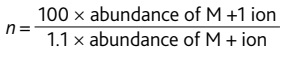 n = 100 × abundance of M +1 ion
1.1 × abundance of M + ion